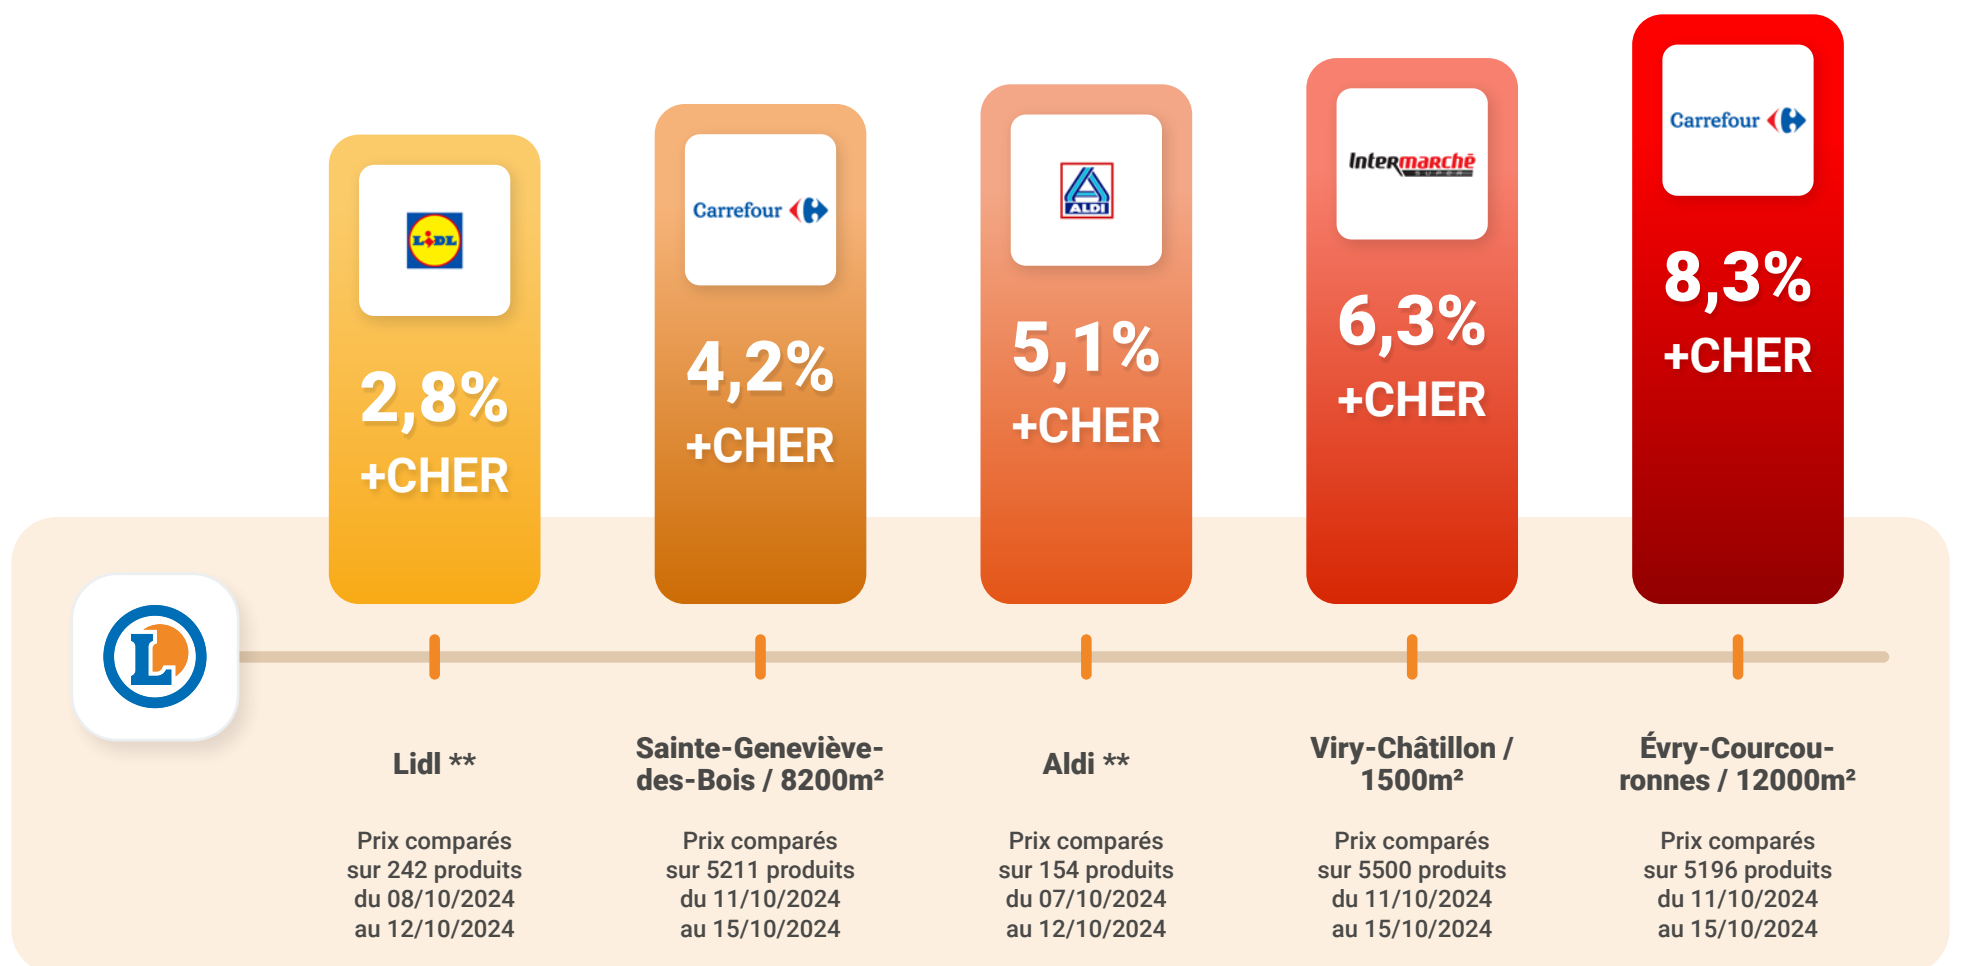 LIDL
2,8%
+CHER
Carrefour
4,2%
+CHER
ALDI
5,1%
+CHER
Intermarchē
SUPER
6,3%
+CHER
Carrefour
8,3%
+CHER
L
Lidl **
Prix comparés
sur 242 produits
du 08/10/2024
au 12/10/2024
Sainte-Geneviève-
des-Bois / 8200m²
Prix comparés
sur 5211 produits
du 11/10/2024
au 15/10/2024
Aldi **
Prix comparés
sur 154 produits
du 07/10/2024
au 12/10/2024
Viry-Châtillon /
1500m²
Prix comparés
sur 5500 produits
du 11/10/2024
au 15/10/2024
Évry-Courcou-
ronnes / 12000m²
Prix comparés
sur 5196 produits
du 11/10/2024
au 15/10/2024